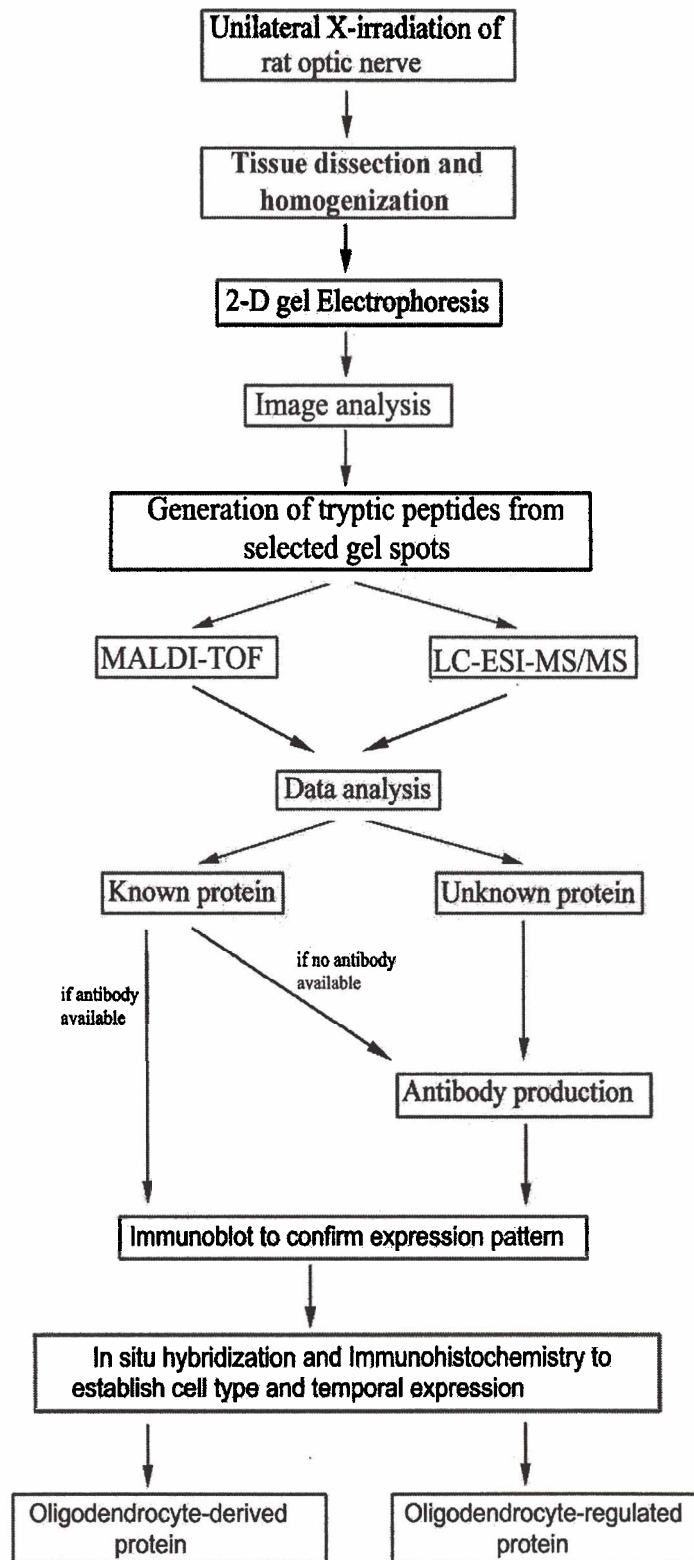 Unilateral X-irradiation of
rat optic nerve
Tissue dissection and
homogenization
2-D gel Electrophoresis
Image analysis
Generation of tryptic peptides from
selected gel spots
MALDI-TOF
LC-ESI-MS/MS
Data analysis
Known protein
Unknown protein
if no antibody
available
if antibody
available
Antibody production
Immunoblot to confirm expression pattern
In situ hybridization and Immunohistochemistry to
establish cell type and temporal expression
Oligodendrocyte-derived
protein
Oligodendrocyte-regulated
protein